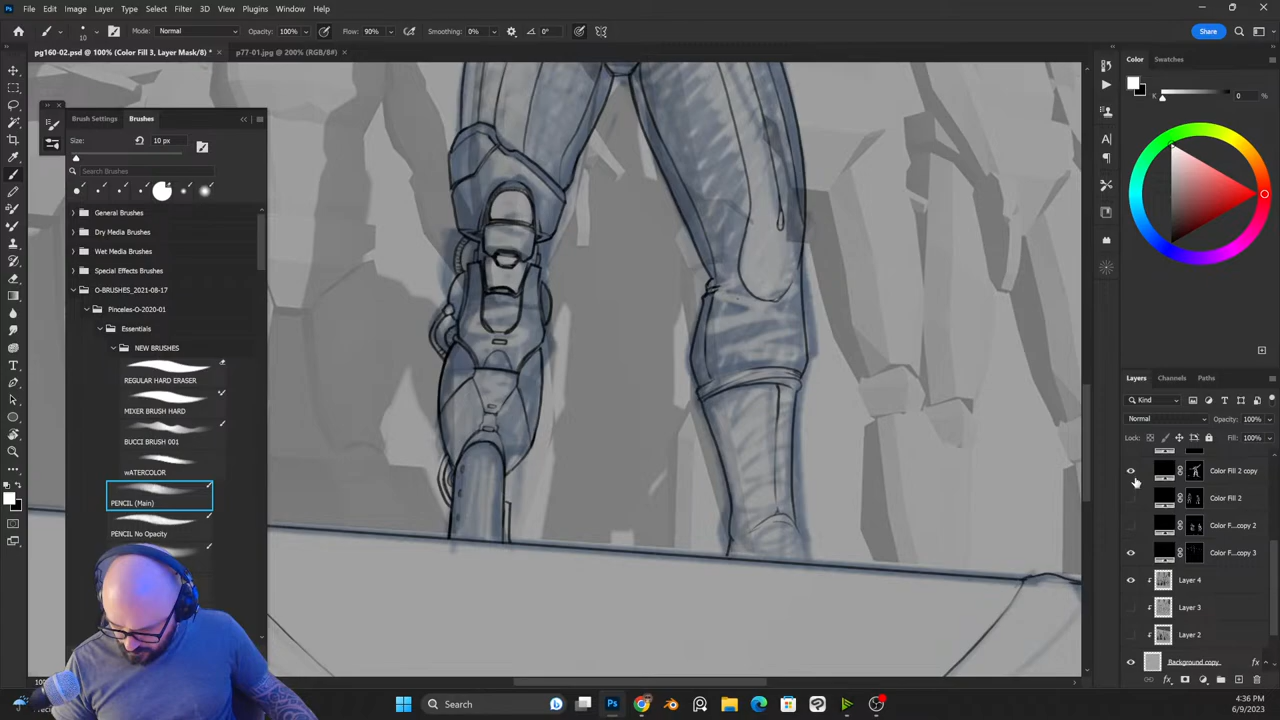 File Edit Image Layer Type Select Filter 3D View Plugins Window Help
10 Mode: Normal Opacity: 100% Flow: 90% Smoothing: 0% 0° Share
pg160-02.psd @ 100% (Color Fill 3, Layer Mask/8) * × p77-01.jpg @ 200% (RGB/8#) ×
Brush Settings Brushes
Size: 10 px
Search Brushes
General Brushes
Dry Media Brushes
Wet Media Brushes
Special Effects Brushes
O-BRUSHES_2021-08-17
Pinceles-O-2020-01
Essentials
NEW BRUSHES
REGULAR HARD ERASER
MIXER BRUSH HARD
BUCCI BRUSH 001
wATERCOLOR
PENCIL (Main)
PENCIL No Opacity
Color Swatches
K 0 %
Layers Channels Paths
Kind
Normal Opacity: 100%
Lock: Fill: 100%
Color Fill 2 copy
Color Fill 2
Color F...copy 2
Color F...copy 3
Layer 4
Layer 3
Layer 2
Background copy fx
Search
4:36 PM
6/9/2023